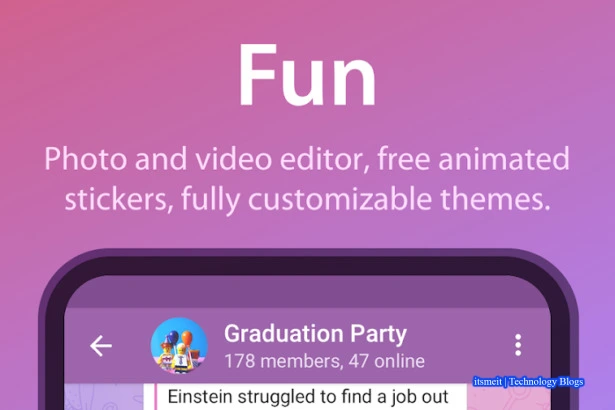 Fun
Photo and video editor, free animated
stickers, fully customizable themes.
Graduation Party
178 members, 47 online
itsmeit | Technology Blogs
Einstein struggled to find a job out